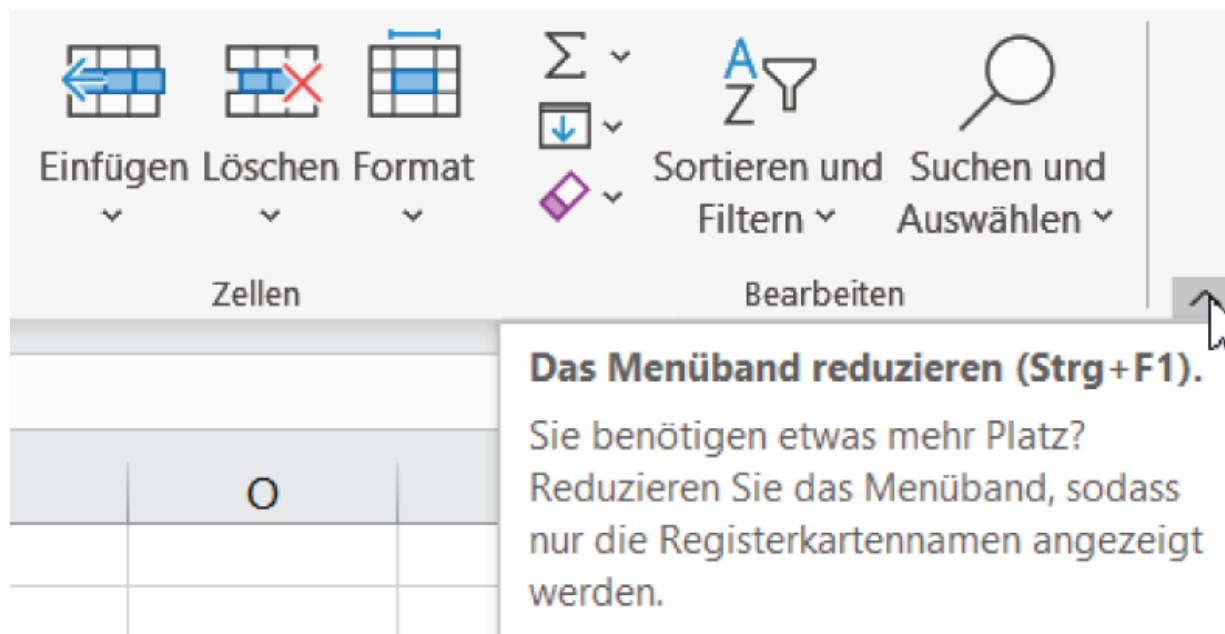 Einfügen Löschen Format
Sortieren und
Filtern
Suchen und
Auswählen
Zellen
Bearbeiten
Das Menüband reduzieren (Strg+F1).
Sie benötigen etwas mehr Platz?
Reduzieren Sie das Menüband, sodass
nur die Registerkartennamen angezeigt
werden.
O